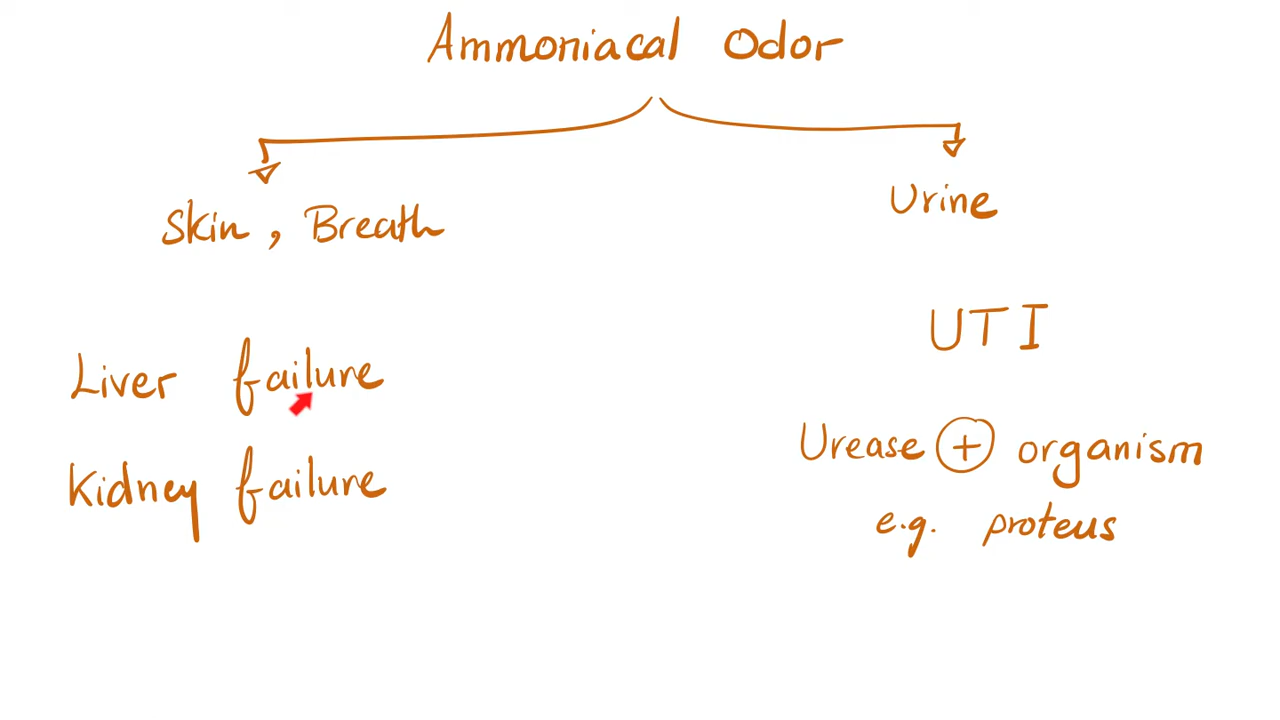 Ammoniacal Odor
Skin, Breath
Urine
Liver failure
Kidney failure
UTI
Urease + organism
e.g. proteus